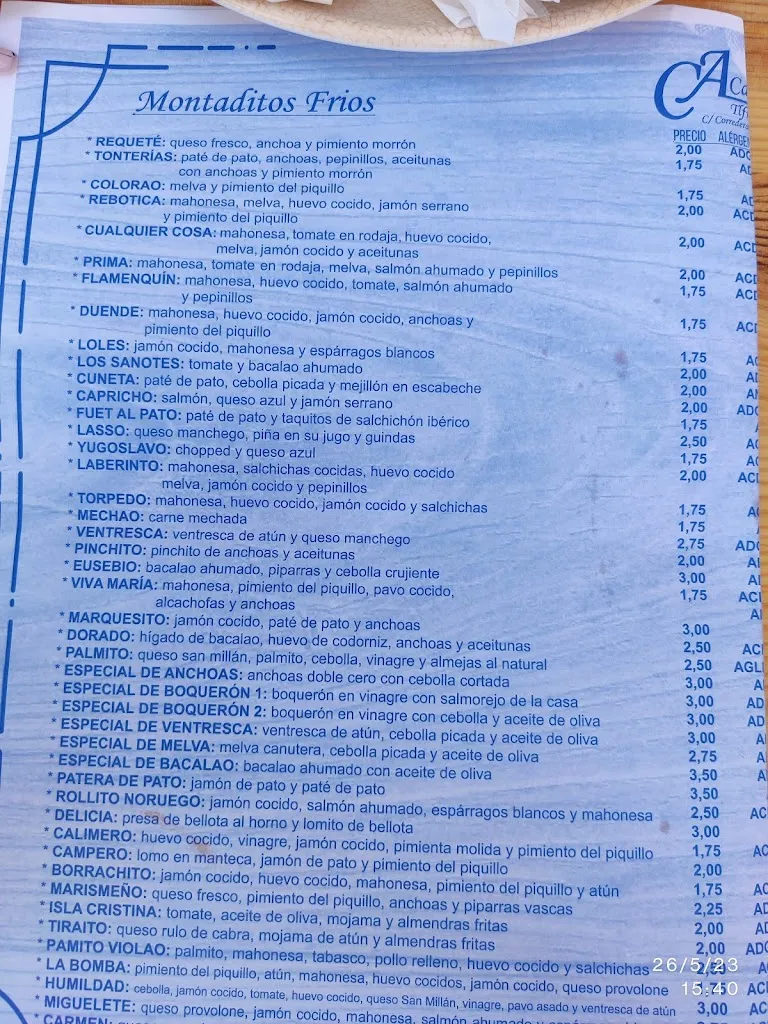 Montaditos Frios
CA Ca
C/ Corredera
PRECIO ALÉRGE
* REQUETÉ: queso fresco, anchoa y pimiento morrón 2,00 ADC
* TONTERÍAS: paté de pato, anchoas, pepinillos, aceitunas 1,75
con anchoas y pimiento morrón
* COLORAO: melva y pimiento del piquillo 1,75
* REBOTICA: mahonesa, melva, huevo cocido, jamón serrano 2,00
y pimiento del piquillo
* CUALQUIER COSA: mahonesa, tomate en rodaja, huevo cocido, 2,00
melva, jamón cocido y aceitunas
* PRIMA: mahonesa, tomate en rodaja, melva, salmón ahumado y pepinillos 2,00
* FLAMENQUÍN: mahonesa, huevo cocido, tomate, salmón ahumado 1,75
y pepinillos
* DUENDE: mahonesa, huevo cocido, jamón cocido, anchoas y 1,75
pimiento del piquillo
* LOLES: jamón cocido, mahonesa y espárragos blancos 1,75
* LOS SANOTES: tomate y bacalao ahumado 2,00
* CUNETA: paté de pato, cebolla picada y mejillón en escabeche 2,00
* CAPRICHO: salmón, queso azul y jamón serrano 2,00
* FUET AL PATO: paté de pato y taquitos de salchichón ibérico 1,75
* LASSO: queso manchego, piña en su jugo y guindas 2,50
* YUGOSLAVO: chopped y queso azul 1,75
* LABERINTO: mahonesa, salchichas cocidas, huevo cocido 2,00
melva, jamón cocido y pepinillos
* TORPEDO: mahonesa, huevo cocido, jamón cocido y salchichas 1,75
* MECHAO: carne mechada 1,75
* VENTRESCA: ventresca de atún y queso manchego 2,75
* PINCHITO: pinchito de anchoas y aceitunas 2,00
* EUSEBIO: bacalao ahumado, piparras y cebolla crujiente 3,00
* VIVA MARÍA: mahonesa, pimiento del piquillo, pavo cocido, 1,75
alcachofas y anchoas
* MARQUESITO: jamón cocido, paté de pato y anchoas 3,00
* DORADO: hígado de bacalao, huevo de codorniz, anchoas y aceitunas 2,50
* PALMITO: queso san millán, palmito, cebolla, vinagre y almejas al natural 2,50
* ESPECIAL DE ANCHOAS: anchoas doble cero con cebolla cortada 3,00
* ESPECIAL DE BOQUERÓN 1: boquerón en vinagre con salmorejo de la casa 3,00
* ESPECIAL DE BOQUERÓN 2: boquerón en vinagre con cebolla y aceite de oliva 3,00
* ESPECIAL DE VENTRESCA: ventresca de atún, cebolla picada y aceite de oliva 3,00
* ESPECIAL DE MELVA: melva canutera, cebolla picada y aceite de oliva 2,75
* ESPECIAL DE BACALAO: bacalao ahumado con aceite de oliva 3,50
* PATERA DE PATO: jamón de pato y paté de pato 3,50
* ROLLITO NORUEGO: jamón cocido, salmón ahumado, espárragos blancos y mahonesa 2,50
* DELICIA: presa de bellota al horno y lomito de bellota 3,00
* CALIMERO: huevo cocido, vinagre, jamón cocido, pimienta molida y pimiento del piquillo 1,75
* CAMPERO: lomo en manteca, jamón de pato y pimiento del piquillo 2,00
* BORRACHITO: jamón cocido, huevo cocido, mahonesa, pimiento del piquillo y atún 1,75
* MARISMEÑO: queso fresco, pimiento del piquillo, anchoas y piparras vascas 2,25
* ISLA CRISTINA: tomate, aceite de oliva, mojama y almendras fritas 2,00
* TIRAITO: queso rulo de cabra, mojama de atún y almendras fritas 2,00
* PAMITO VIOLAO: palmito, mahonesa, tabasco, pollo relleno, huevo cocido y salchichas
* LA BOMBA: pimiento del piquillo, atún, mahonesa, huevo cocidos, jamón cocido, queso provolone
* HUMILDAD: cebolla, jamón cocido, tomate, huevo cocido, queso San Millán, vinagre, pavo asado y ventresca de atún 3,00
* MIGUELETE: queso provolone, jamón cocido, mahonesa, salmón ahumado
* CARMEN:
26/5/23
15:40